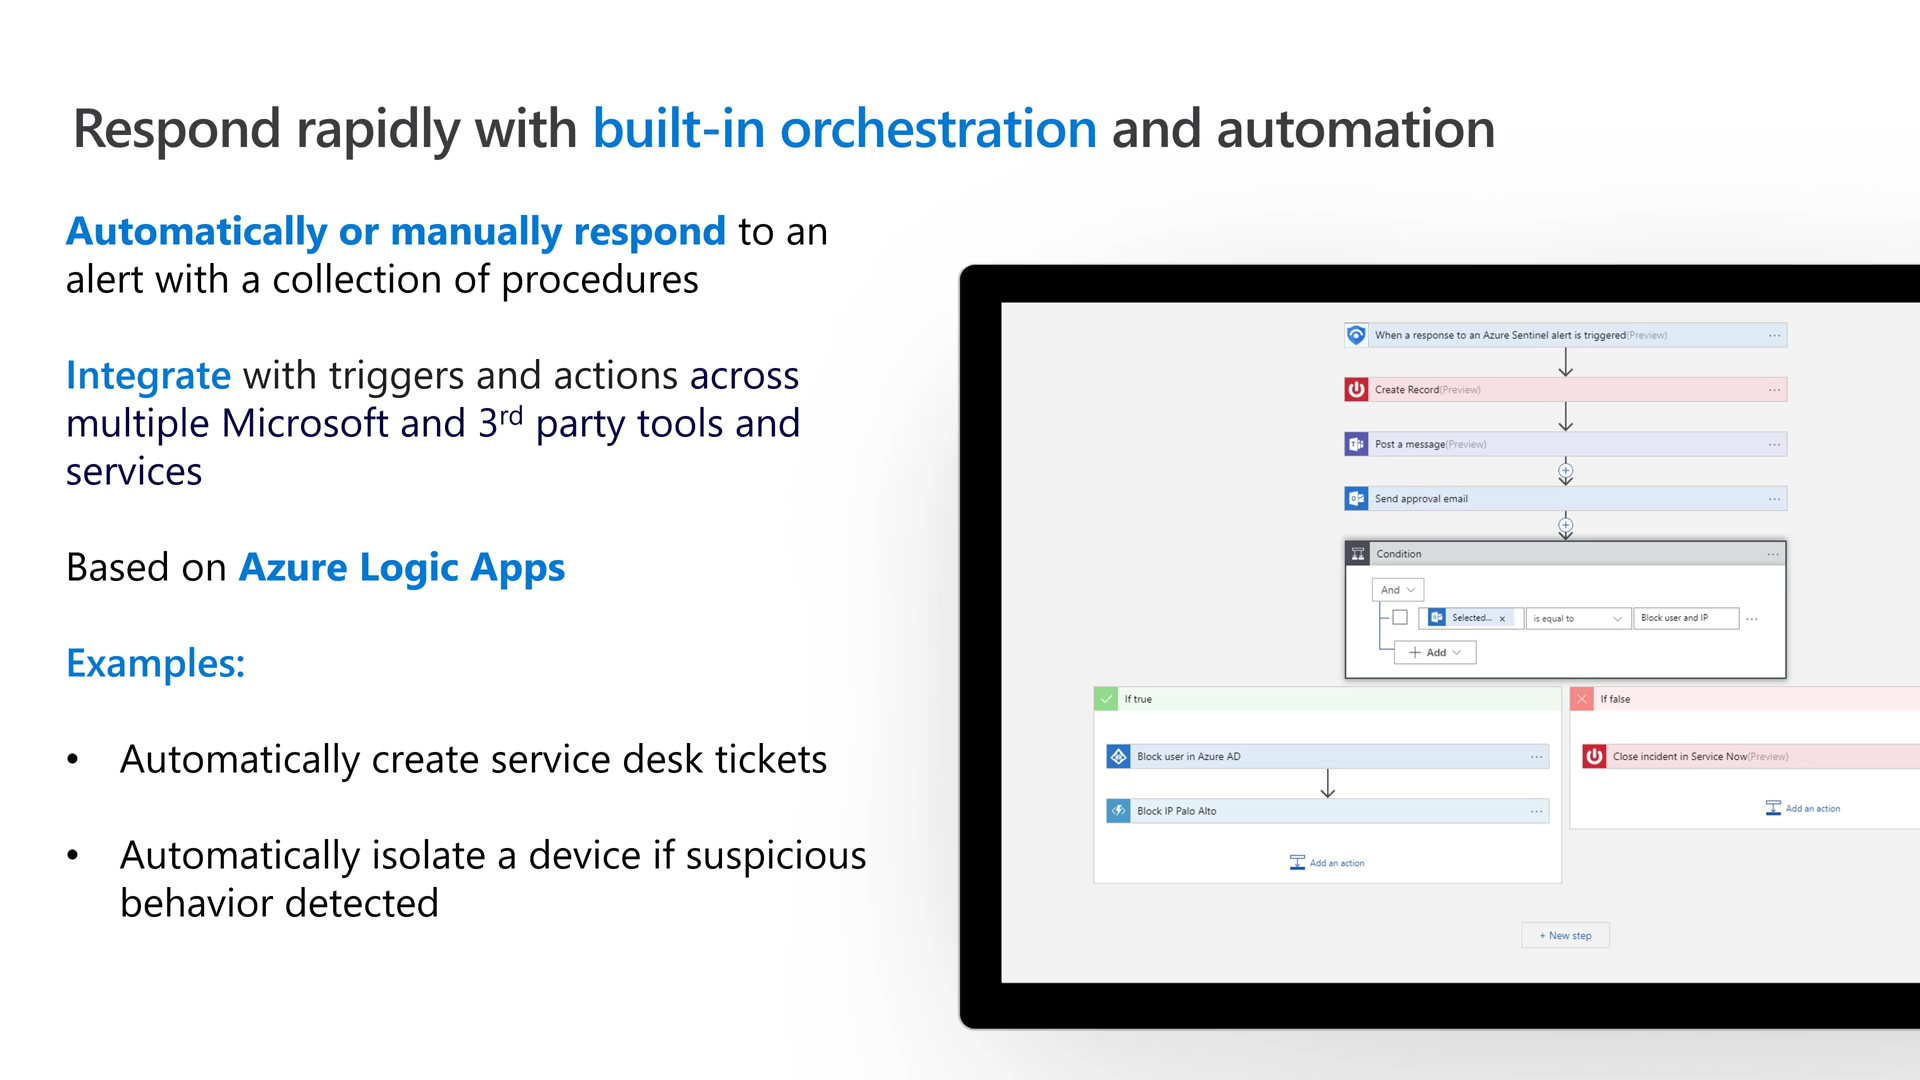 Respond rapidly with built-in orchestration and automation
Automatically or manually respond to an
alert with a collection of procedures
Integrate with triggers and actions across
multiple Microsoft and 3rd party tools and
services
Based on Azure Logic Apps
Examples:
• Automatically create service desk tickets
• Automatically isolate a device if suspicious
behavior detected
When a response to an Azure Sentinel alert is triggered(Preview)
Create Record(Preview)
Post a message(Preview)
Send approval email
Condition
And
Selected... x is equal to Block user and IP
+ Add
If true
Block user in Azure AD
Block IP Palo Alto
Add an action
If false
Close incident in Service Now(Preview)
Add an action
+ New step